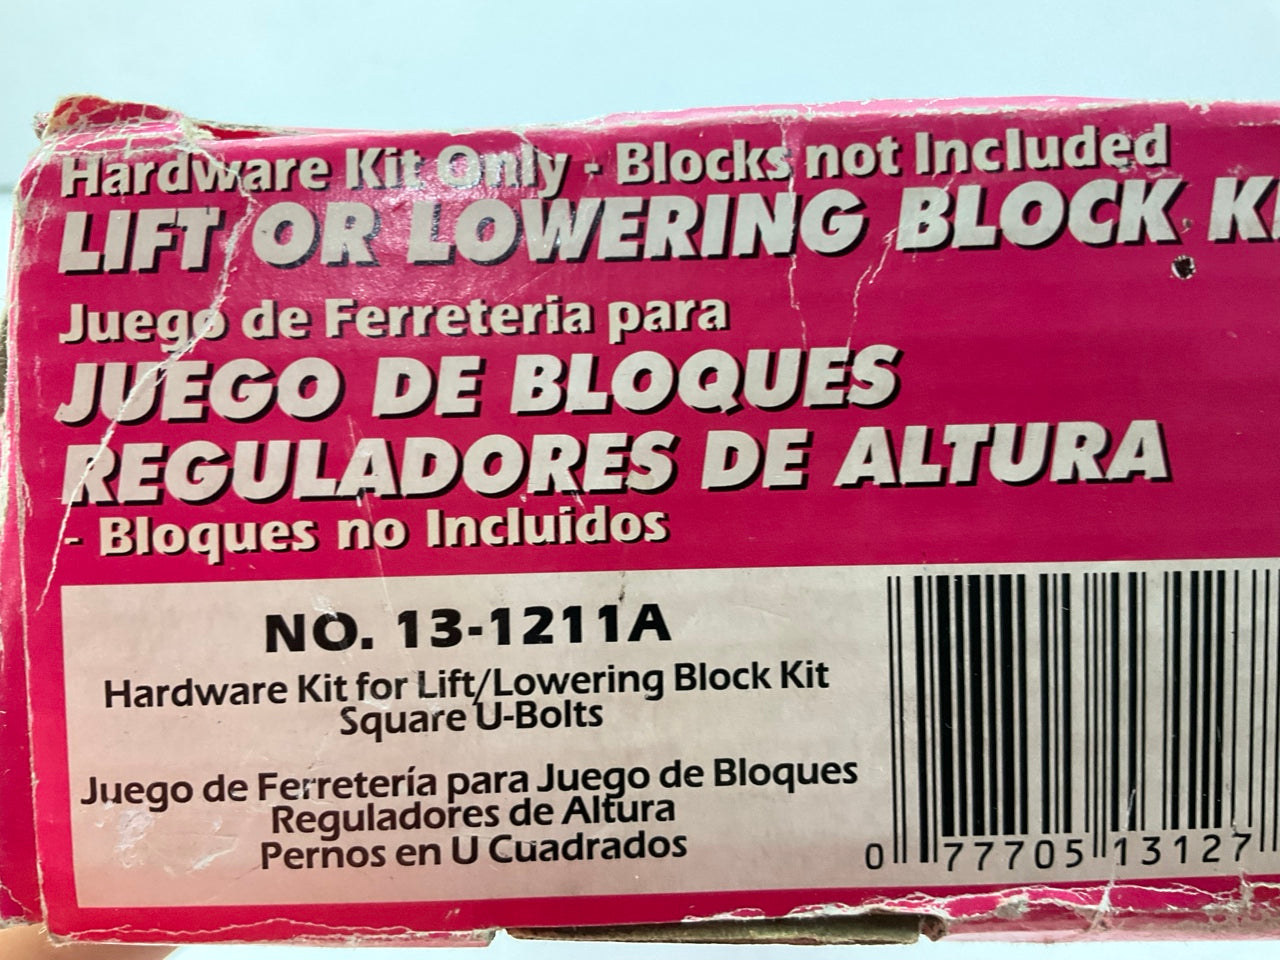 Hardware Kit Only - Blocks not Included
LIFT OR LOWERING BLOCK
Juego de Ferreteria para
JUEGO DE BLOQUES
REGULADORES DE ALTURA
- Bloques no Incluidos
NO. 13-1211A
Hardware Kit for Lift/Lowering Block Kit
Square U-Bolts
Juego de Ferretería para Juego de Bloques
Reguladores de Altura
Pernos en U Cuadrados
0 77705 13127